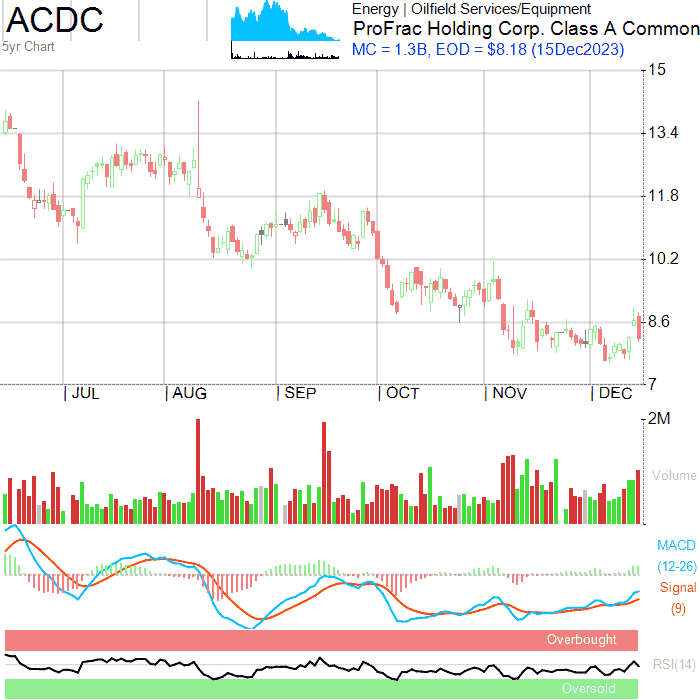 ACDC
5yr Chart
Energy | Oilfield Services/Equipment
ProFrac Holding Corp. Class A Common
MC = 1.3B, EOD = $8.18 (15Dec2023)
15
13.4
11.8
10.2
8.6
7
| JUL | AUG | SEP | OCT | NOV | DEC
2M
Volume
MACD
(12-26)
Signal
(9)
Overbought
RSI(14)
Oversold